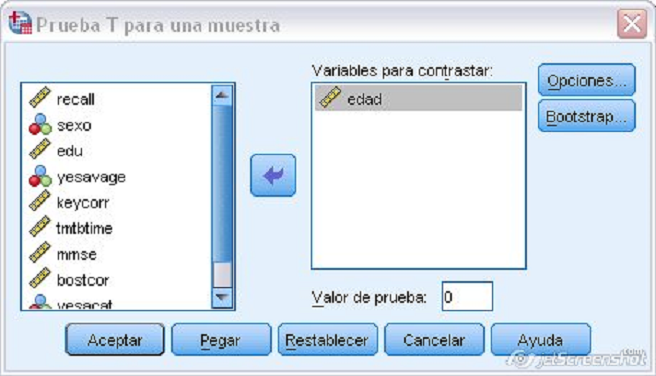 Prueba T para una muestra
recall
sexo
edu
yesavage
keycorr
tmtbtime
mmse
bostcor
yesacat
Variables para contrastar:
edad
Opciones...
Bootstrap...
Valor de prueba: 0
Aceptar
Pegar
Restablecer
Cancelar
Ayuda
jetScreenshot
.com